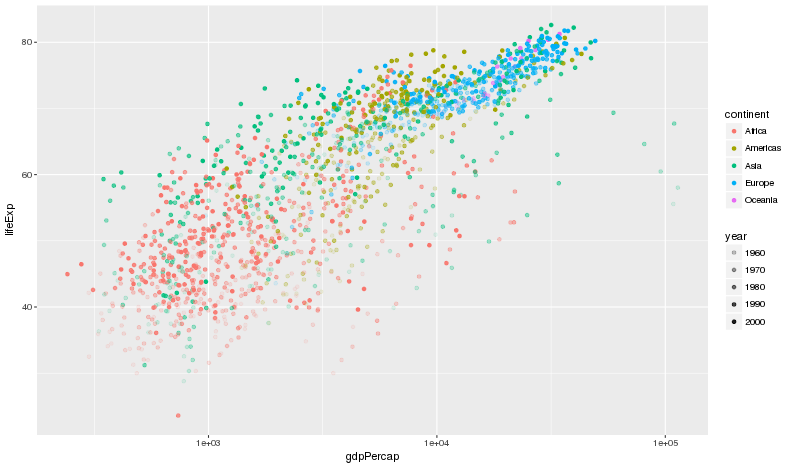 80
60
40
lifeExp
1e+03 1e+04 1e+05
gdpPercap
continent
Africa
Americas
Asia
Europe
Oceania
year
1960
1970
1980
1990
2000